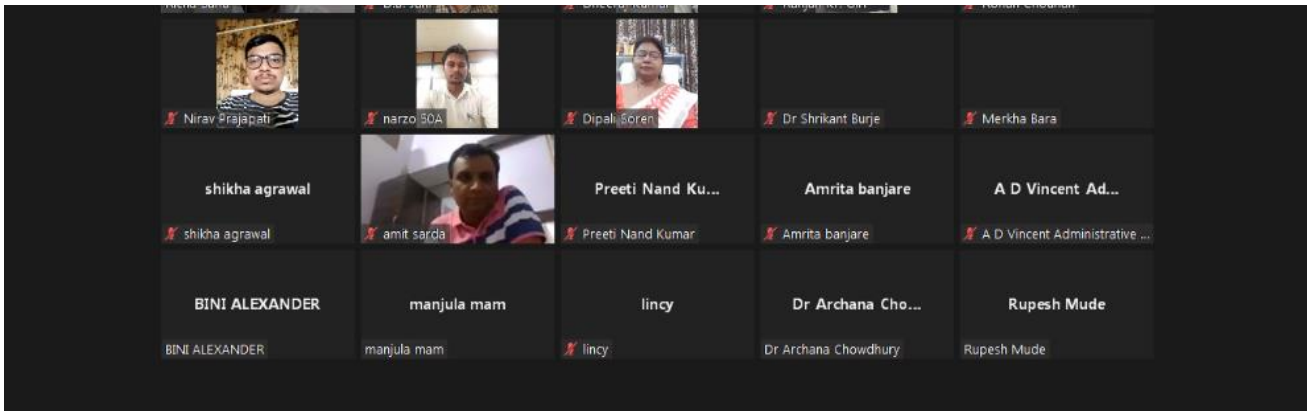 Nirav Prajapati
narzo 50A
Dipali Soren
Dr Shrikant Burje
Merkha Bara
shikha agrawal
Preeti Nand Ku...
Amrita banjare
A D Vincent Ad...
shikha agrawal
amit sarda
Preeti Nand Kumar
Amrita banjare
A D Vincent Administrative ...
BINI ALEXANDER
manjula mam
lincy
Dr Archana Cho...
Rupesh Mude
BINI ALEXANDER
manjula mam
lincy
Dr Archana Chowdhury
Rupesh Mude